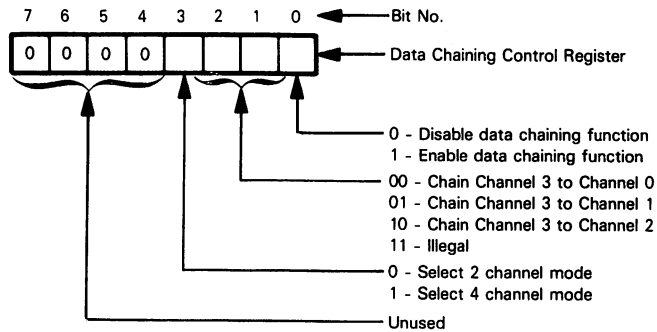 7 6 5 4 3 2 1 0 Bit No.
0 0 0 0 Data Chaining Control Register
0 - Disable data chaining function
1 - Enable data chaining function
00 - Chain Channel 3 to Channel 0
01 - Chain Channel 3 to Channel 1
10 - Chain Channel 3 to Channel 2
11 - Illegal
0 - Select 2 channel mode
1 - Select 4 channel mode
Unused